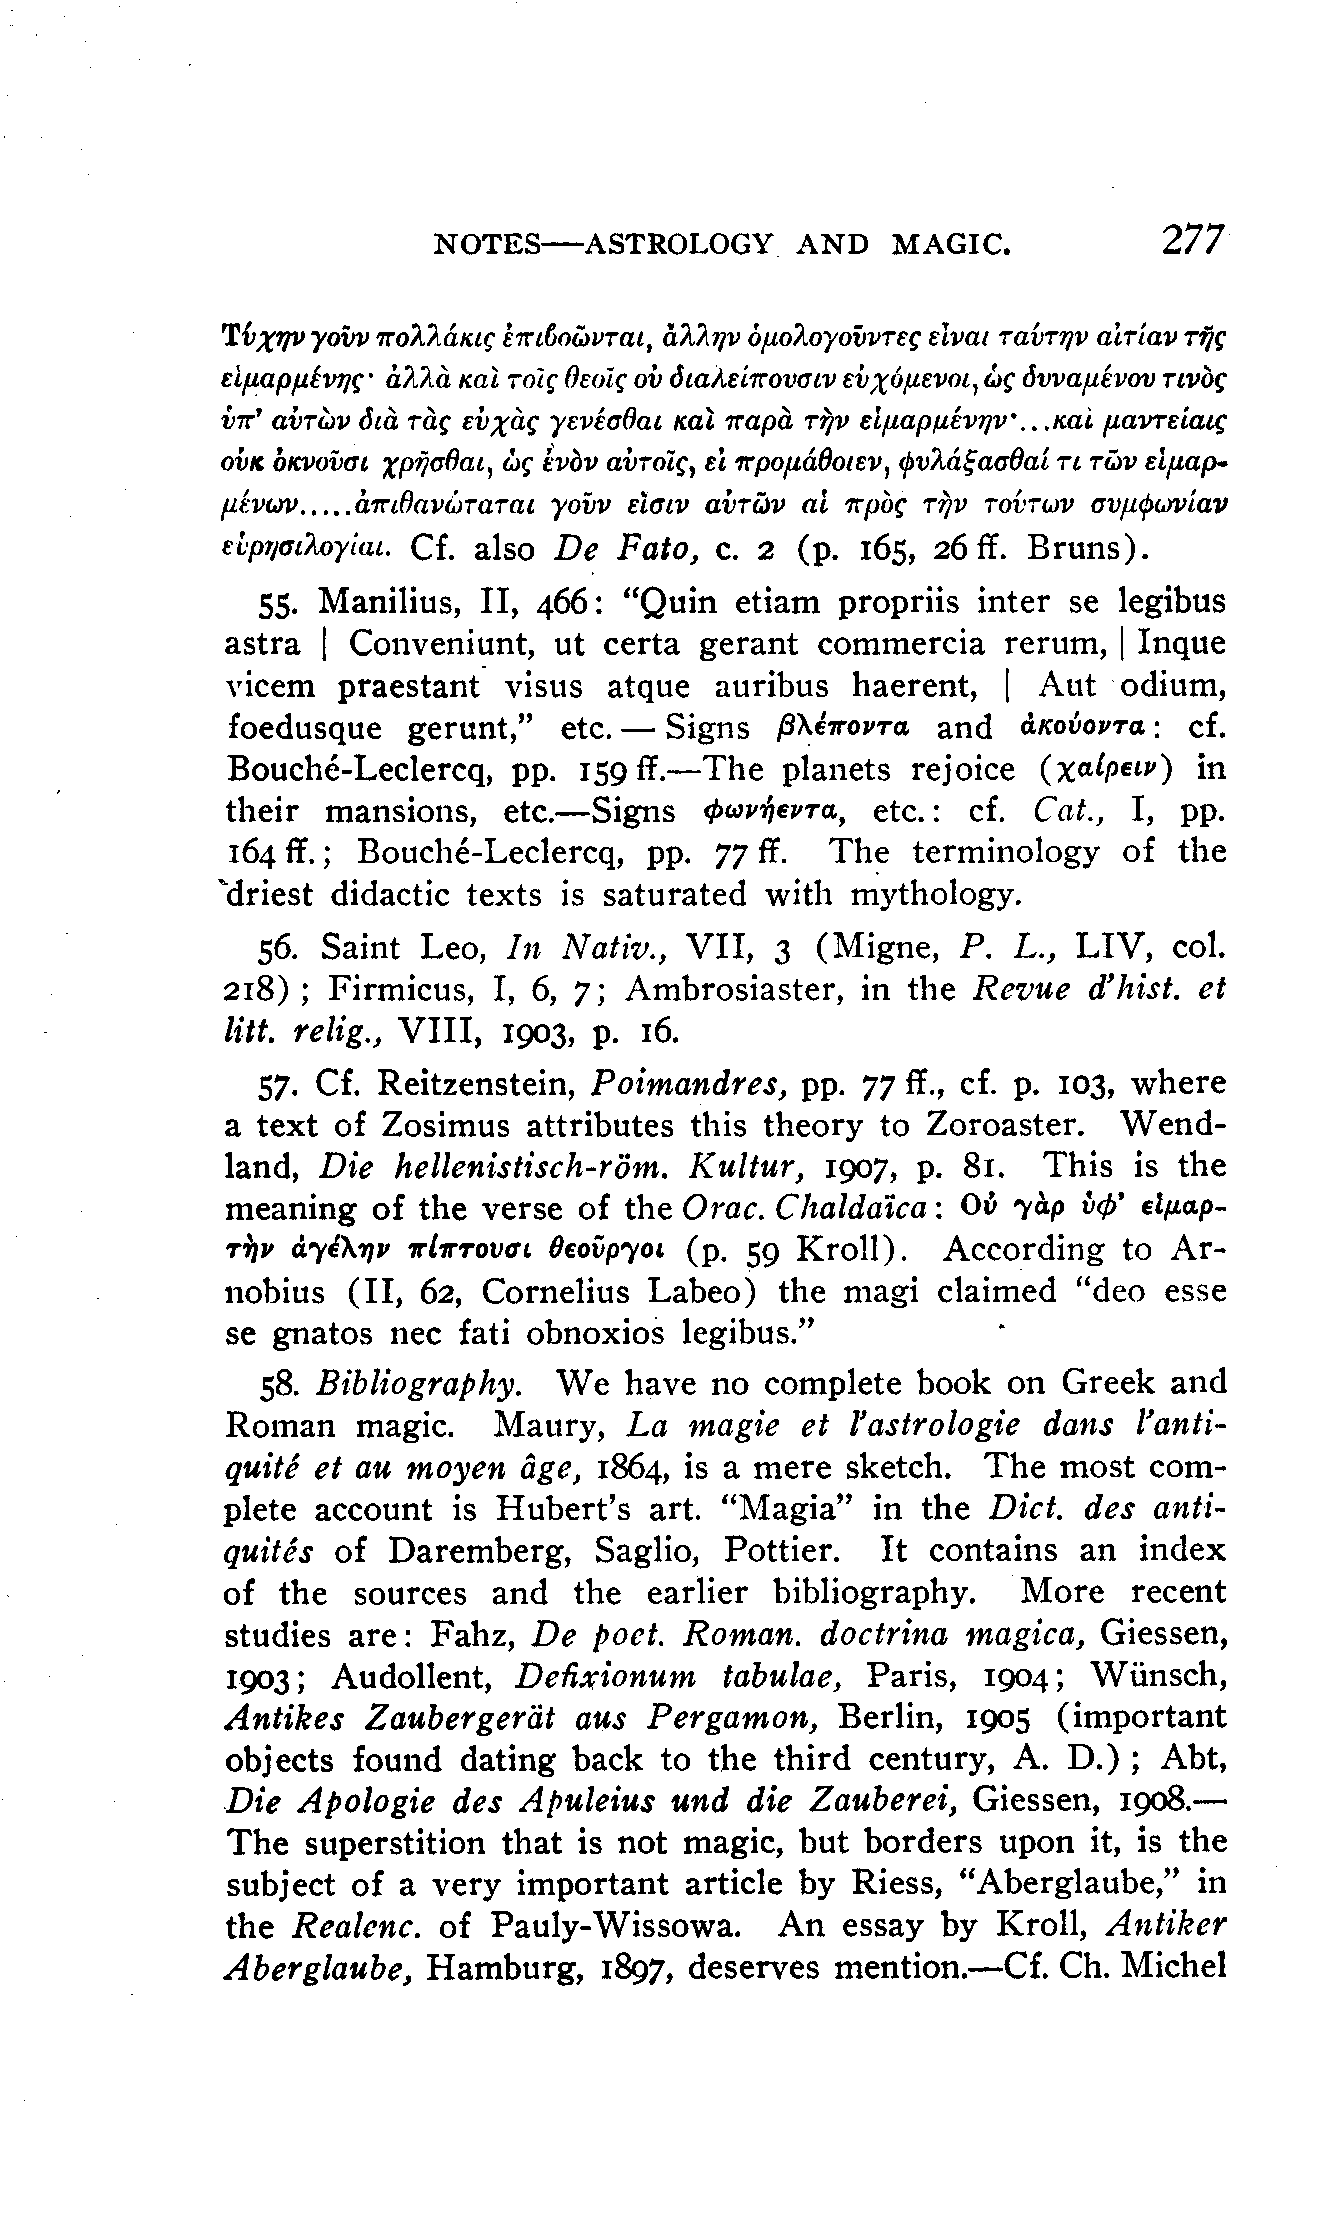 NOTES—ASTROLOGY AND MAGIC. 277
Τύχην γοῦν πολλάκις ἐπιϐοῶνται, ἄλλην ὁμολογοῦντες εἶναι ταύτην αἰτίαν τῆς
εἱμαρμένης· ἀλλὰ καὶ τοῖς θεοῖς οὐ διαλείπουσιν εὐχόμενοι, ὡς δυναμένου τινὸς
ὑπ' αὐτὼν διὰ τὰς εὐχὰς γενέσθαι καὶ παρὰ τὴν εἱμαρμένην·...καὶ μαντείαις
οὐκ ὀκνοῦσι χρῆσθαι, ὡς ἐνὸν αὐτοῖς, εἰ προμάθοιεν, φυλάξασθαί τι τῶν εἱμαρ-
μένων.....ἀπιθανώταται γοῦν εἰσιν αὐτῶν αἱ πρὸς τὴν τούτων συμφωνίαν
εὑρησιλογίαι. Cf. also De Fato, c. 2 (p. 165, 26 ff. Bruns).
55. Manilius, II, 466: “Quin etiam propriis inter se legibus
astra | Conveniunt, ut certa gerant commercia rerum, | Inque
vicem praestant visus atque auribus haerent, | Aut odium,
foedusque gerunt,” etc. — Signs βλέποντα and ἀκούοντα: cf.
Bouché-Leclercq, pp. 159 ff.—The planets rejoice (χαίρειν) in
their mansions, etc.—Signs φωνήεντα, etc.: cf. Cat., I, pp.
164 ff.; Bouché-Leclercq, pp. 77 ff. The terminology of the
driest didactic texts is saturated with mythology.
56. Saint Leo, In Nativ., VII, 3 (Migne, P. L., LIV, col.
218) ; Firmicus, I, 6, 7; Ambrosiaster, in the Revue d'hist. et
litt. relig., VIII, 1903, p. 16.
57. Cf. Reitzenstein, Poimandres, pp. 77 ff., cf. p. 103, where
a text of Zosimus attributes this theory to Zoroaster. Wend-
land, Die hellenistisch-röm. Kultur, 1907, p. 81. This is the
meaning of the verse of the Orac. Chaldaïca: Οὐ γὰρ ὑφ' εἱμαρ-
τὴν ἀγέλην πίπτουσι θεοῦργοι (p. 59 Kroll). According to Ar-
nobius (II, 62, Cornelius Labeo) the magi claimed “deo esse
se gnatos nec fati obnoxios legibus.”
58. Bibliography. We have no complete book on Greek and
Roman magic. Maury, La magie et l'astrologie dans l'anti-
quité et au moyen âge, 1864, is a mere sketch. The most com-
plete account is Hubert's art. “Magia” in the Dict. des anti-
quités of Daremberg, Saglio, Pottier. It contains an index
of the sources and the earlier bibliography. More recent
studies are: Fahz, De poet. Roman. doctrina magica, Giessen,
1903; Audollent, Defixionum tabulae, Paris, 1904; Wünsch,
Antikes Zaubergerät aus Pergamon, Berlin, 1905 (important
objects found dating back to the third century, A. D.) ; Abt,
Die Apologie des Apuleius und die Zauberei, Giessen, 1908.—
The superstition that is not magic, but borders upon it, is the
subject of a very important article by Riess, “Aberglaube,” in
the Realenc. of Pauly-Wissowa. An essay by Kroll, Antiker
Aberglaube, Hamburg, 1897, deserves mention.—Cf. Ch. Michel